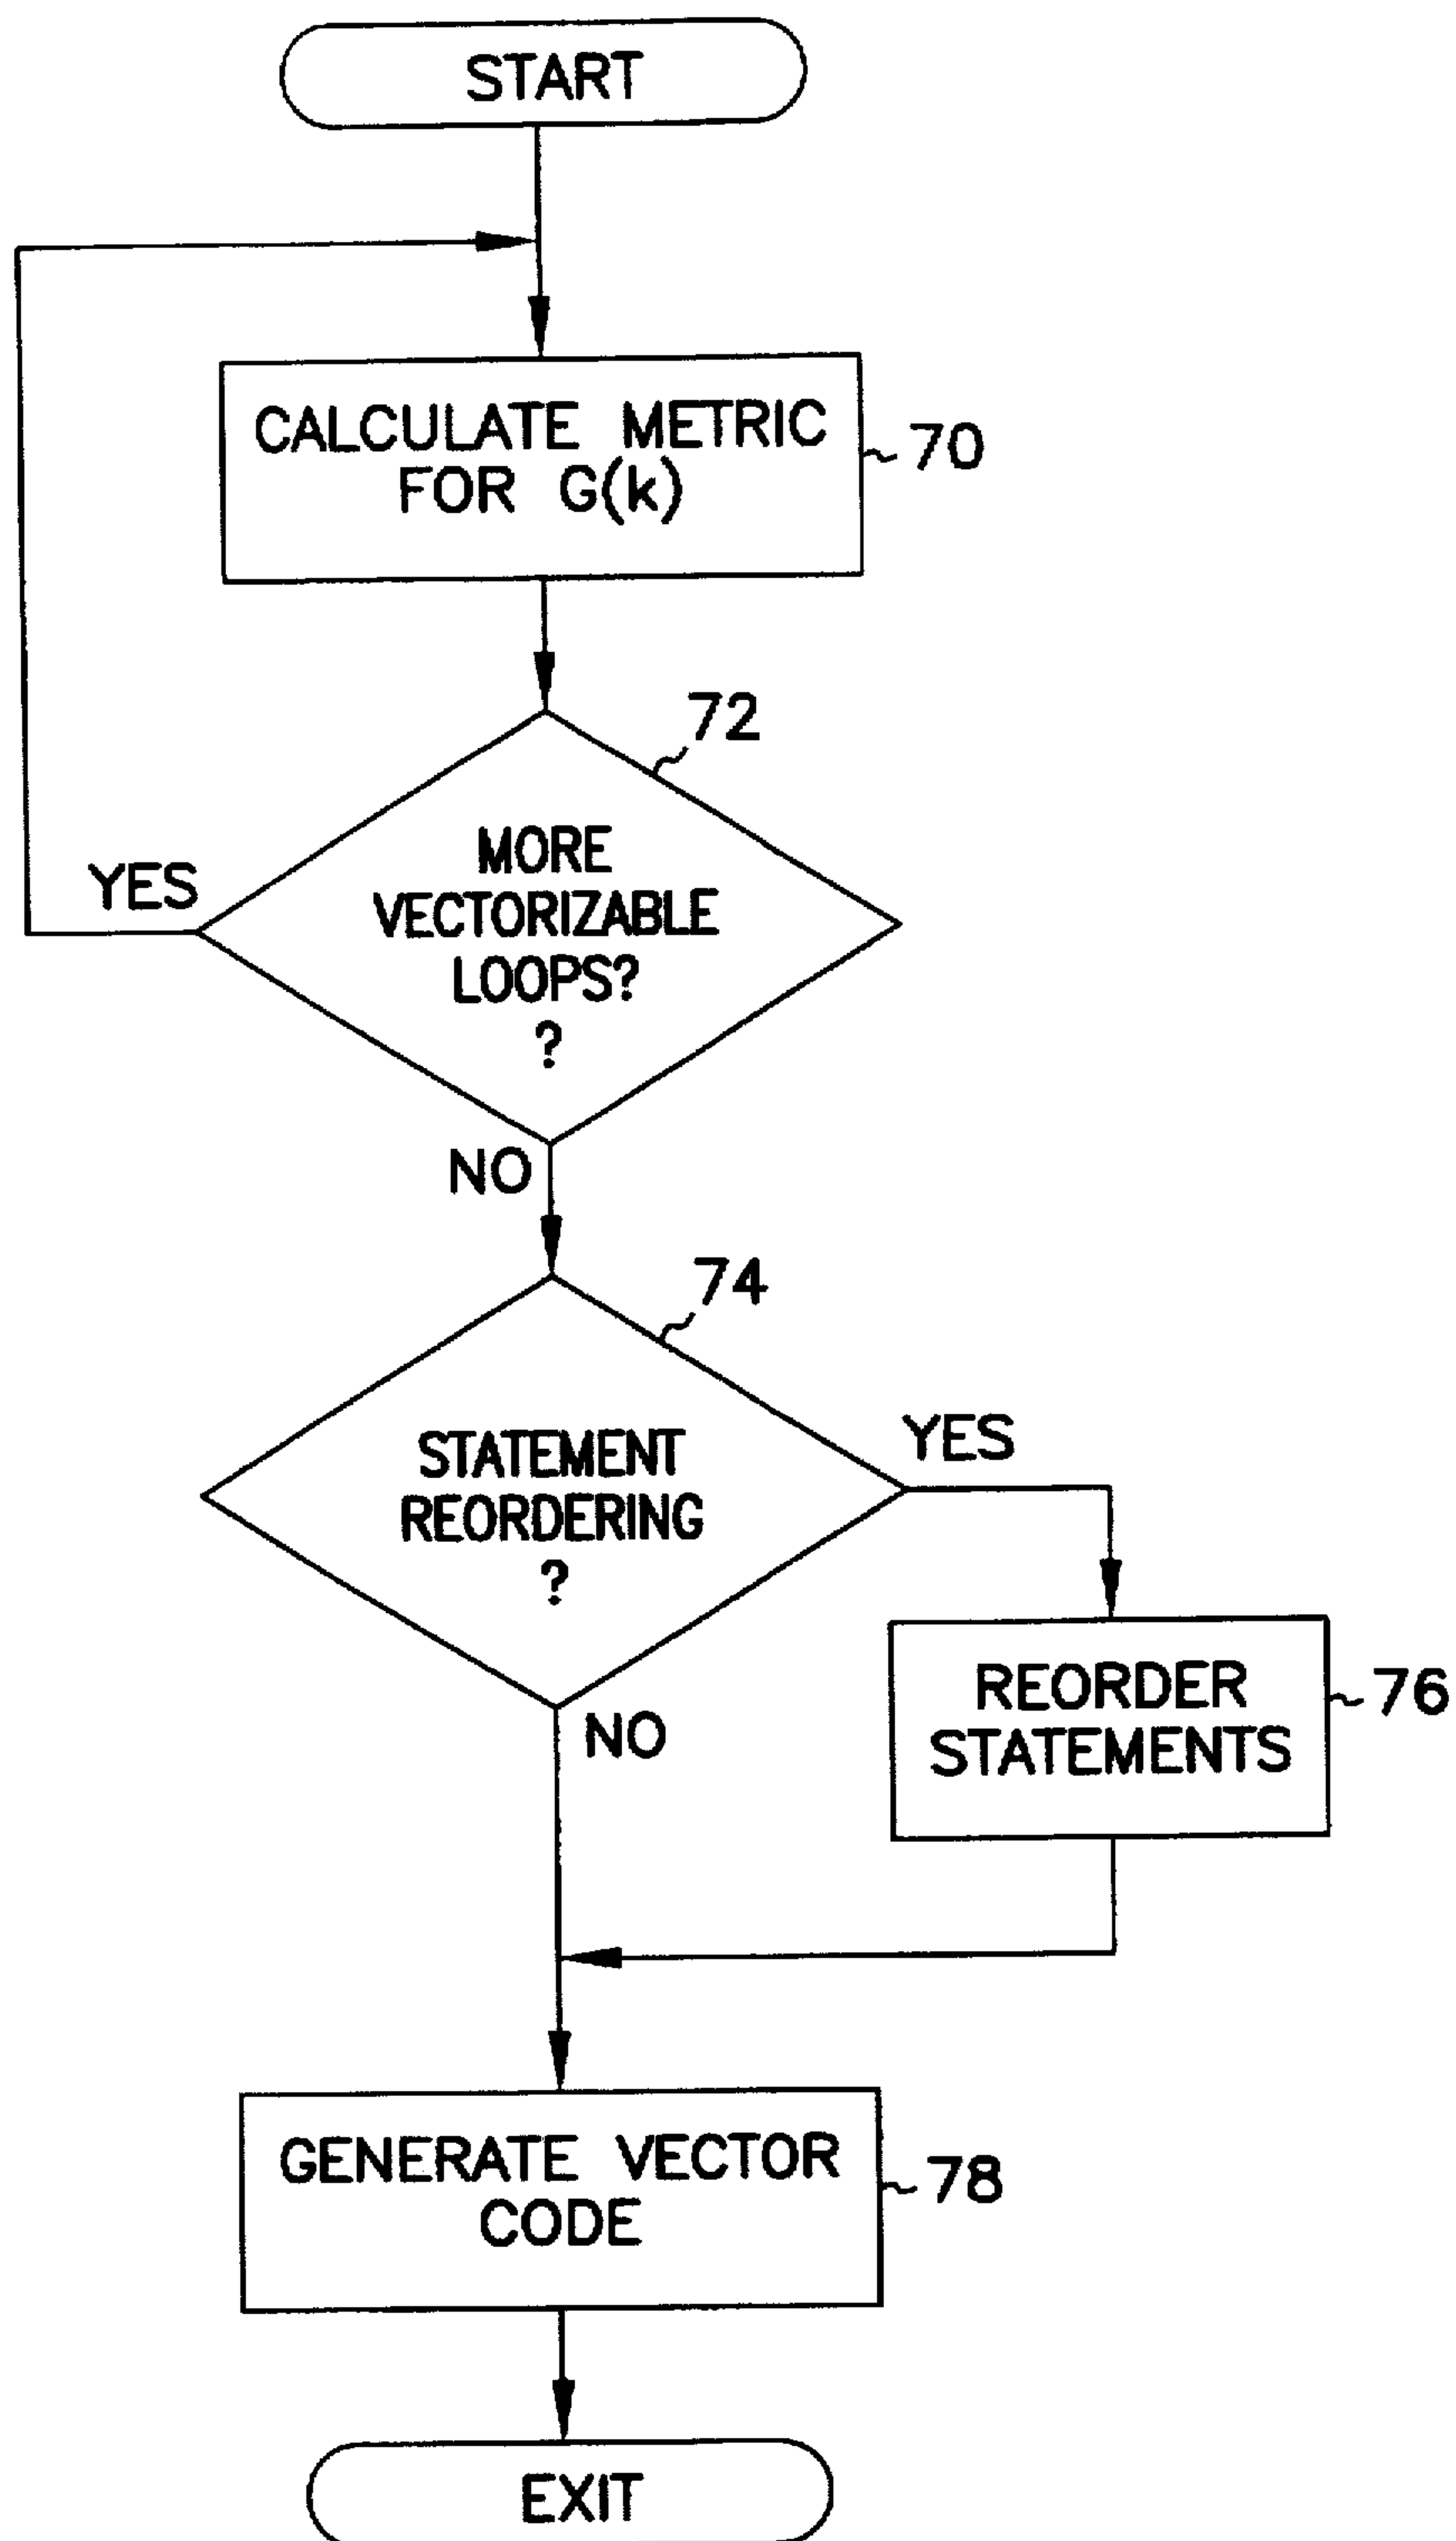 START
CALCULATE METRIC
FOR G(k)
70
72
MORE
VECTORIZABLE
LOOPS?
?
YES
NO
74
STATEMENT
REORDERING
?
YES
NO
REORDER
STATEMENTS
76
GENERATE VECTOR
CODE
78
EXIT